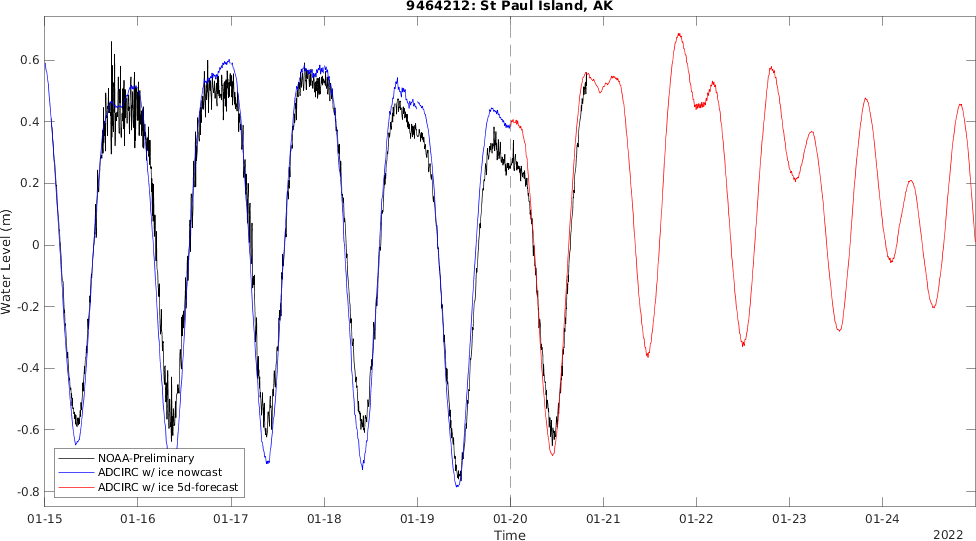 9464212: St Paul Island, AK
Water Level (m)
0.6
0.4
0.2
0
-0.2
-0.4
-0.6
-0.8
NOAA-Preliminary
ADCIRC w/ ice nowcast
ADCIRC w/ ice 5d-forecast
01-15 01-16 01-17 01-18 01-19 01-20 01-21 01-22 01-23 01-24
Time
2022